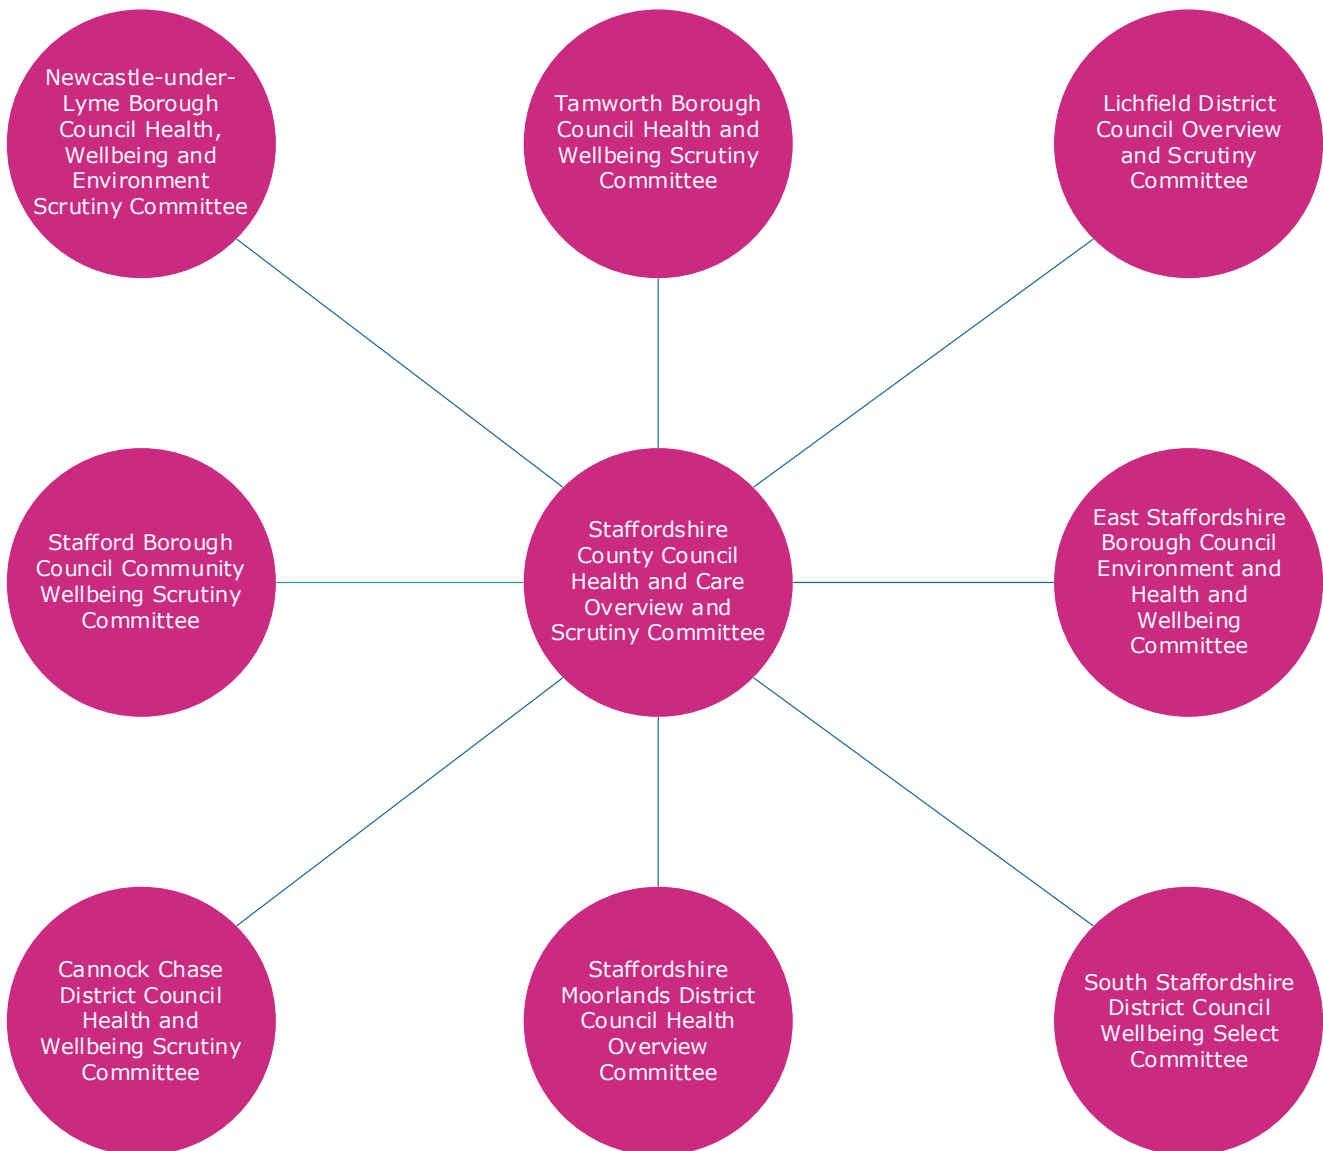 Newcastle-under-
Lyme Borough
Council Health,
Wellbeing and
Environment
Scrutiny Committee
Tamworth Borough
Council Health and
Wellbeing Scrutiny
Committee
Lichfield District
Council Overview
and Scrutiny
Committee
Stafford Borough
Council Community
Wellbeing Scrutiny
Committee
Staffordshire
County Council
Health and Care
Overview and
Scrutiny Committee
East Staffordshire
Borough Council
Environment and
Health and
Wellbeing
Committee
Cannock Chase
District Council
Health and
Wellbeing Scrutiny
Committee
Staffordshire
Moorlands District
Council Health
Overview
Committee
South Staffordshire
District Council
Wellbeing Select
Committee